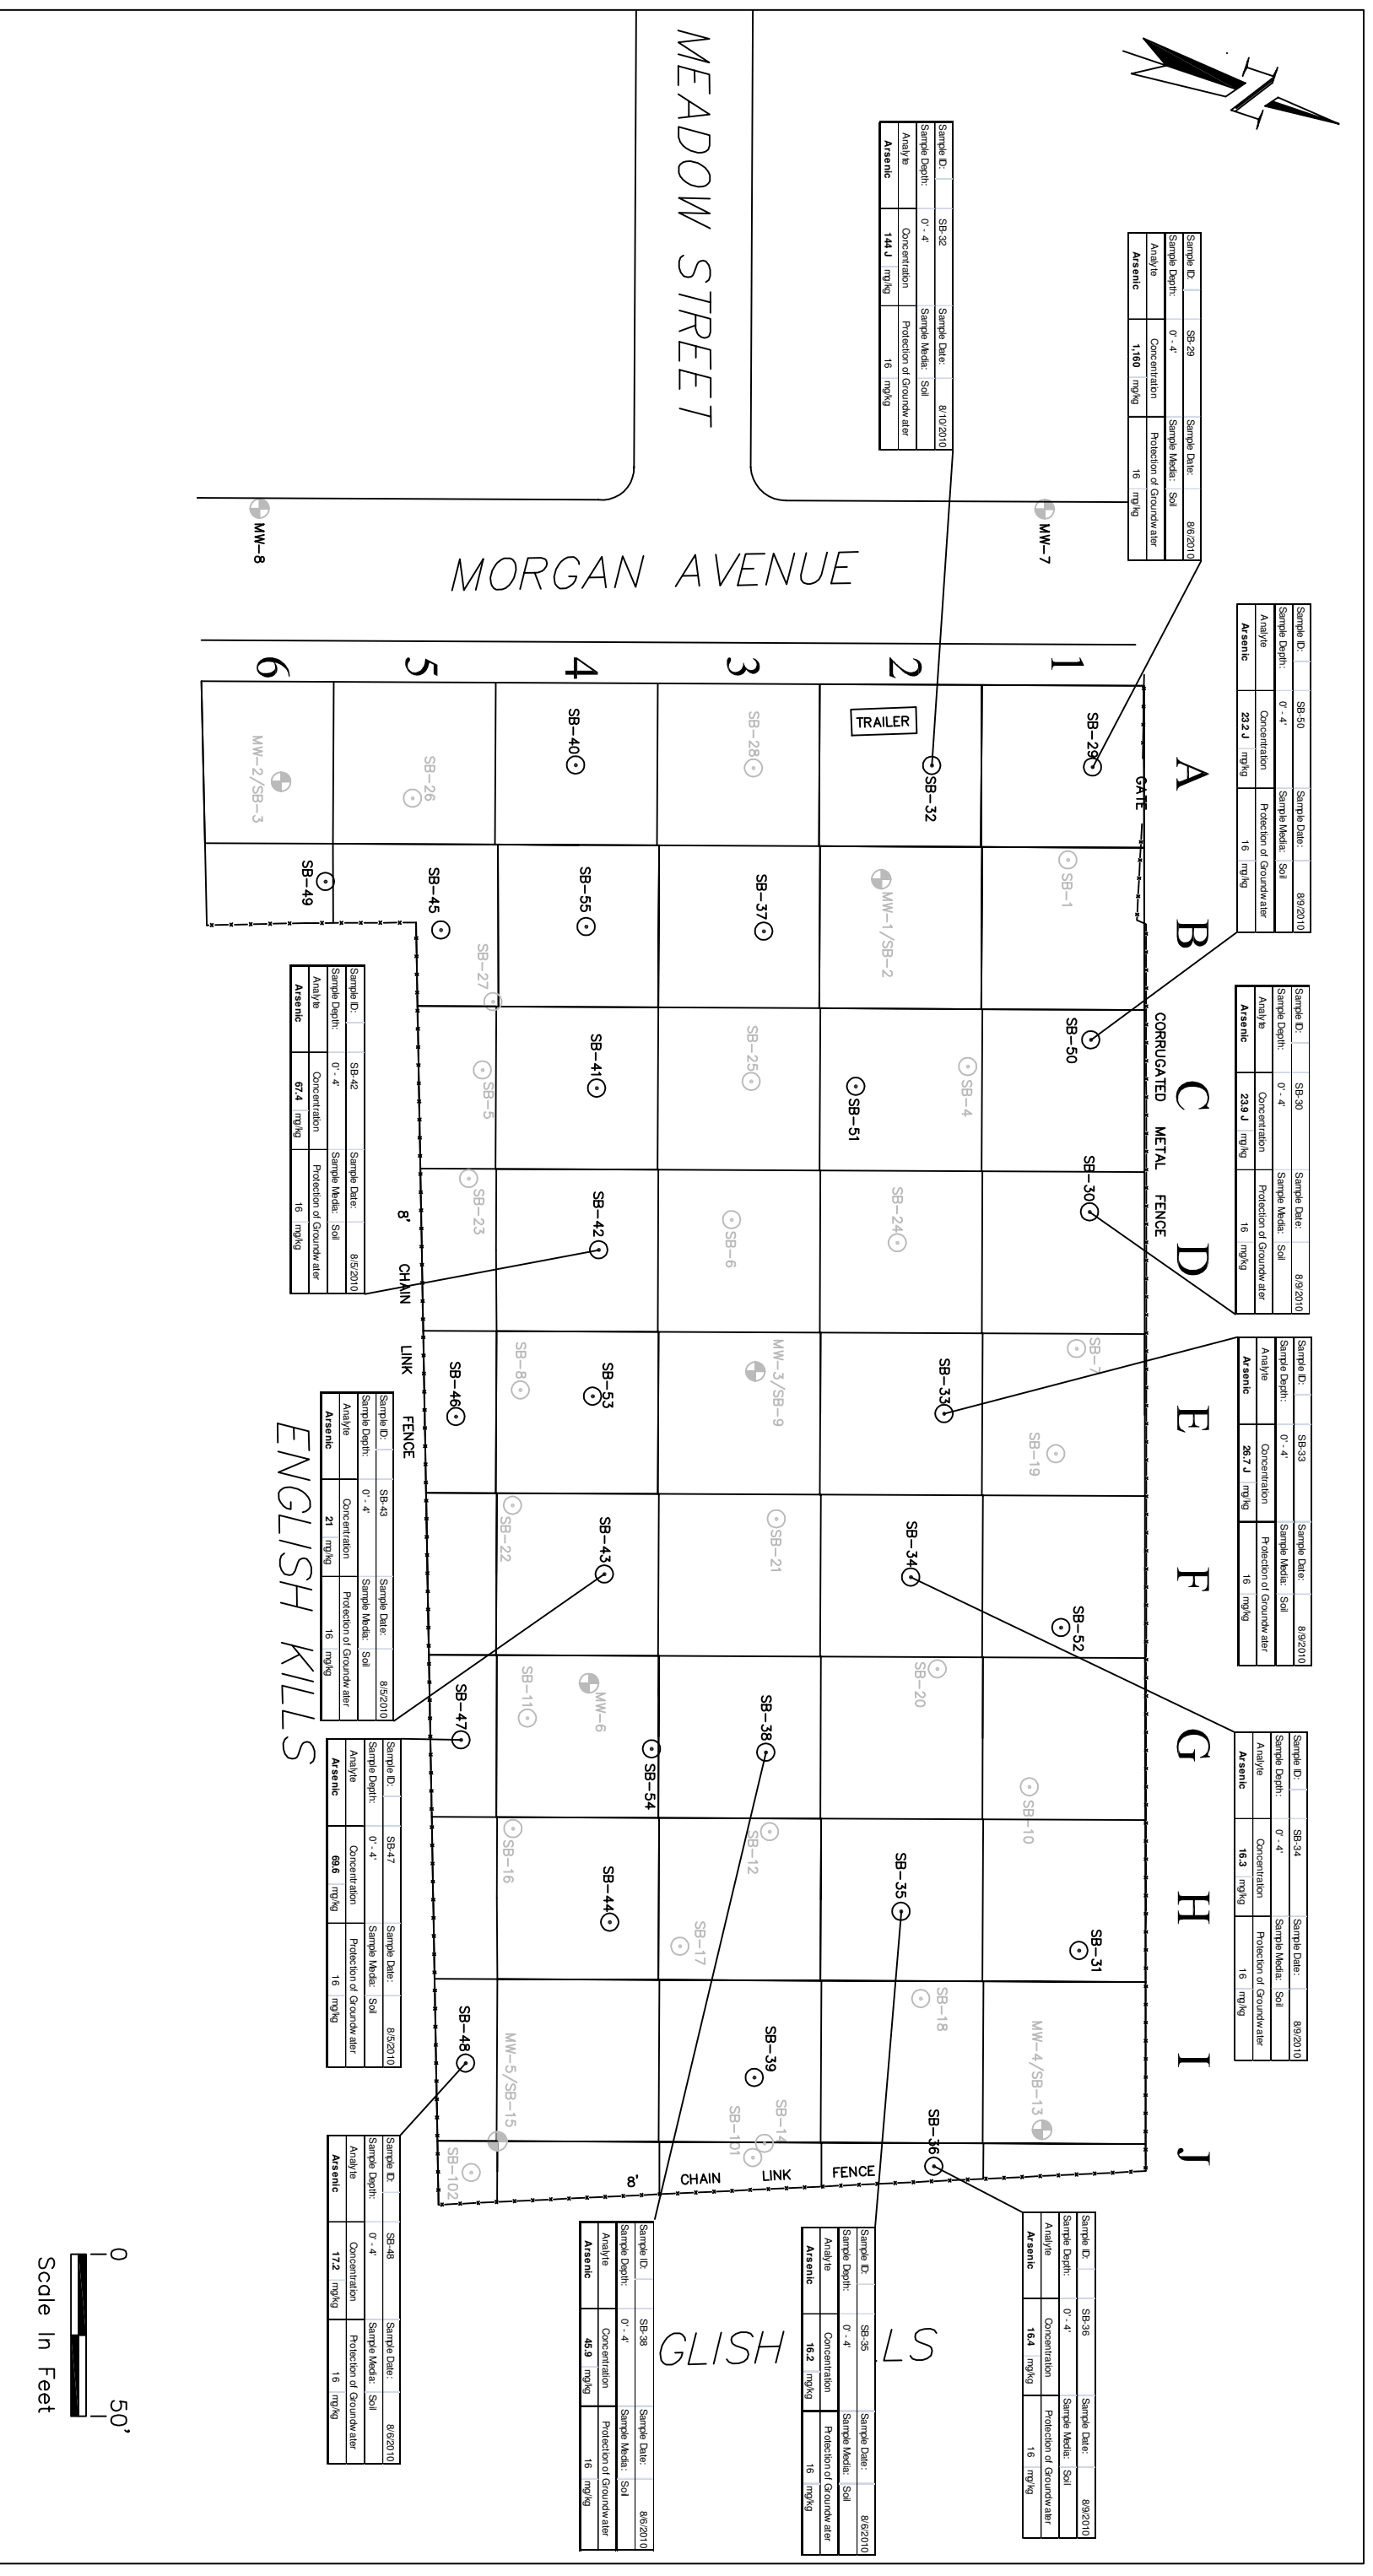 MEADOW STREET
MORGAN AVENUE
MW-7
MW-8
Sample ID: SB-29 Sample Date: 8/6/2010
Sample Depth: 0' - 4' Sample Media: Soil
Analyte Concentration Protection of Groundwater
Arsenic 1,160 mg/kg 16 mg/kg
Sample ID: SB-32 Sample Date: 8/10/2010
Sample Depth: 0' - 4' Sample Media: Soil
Analyte Concentration Protection of Groundwater
Arsenic 144 J mg/kg 16 mg/kg
Sample ID: SB-50 Sample Date: 8/9/2010
Sample Depth: 0' - 4' Sample Media: Soil
Analyte Concentration Protection of Groundwater
Arsenic 23.2 J mg/kg 16 mg/kg
Sample ID: SB-30 Sample Date: 8/9/2010
Sample Depth: 0' - 4' Sample Media: Soil
Analyte Concentration Protection of Groundwater
Arsenic 23.9 J mg/kg 16 mg/kg
Sample ID: SB-33 Sample Date: 8/9/2010
Sample Depth: 0' - 4' Sample Media: Soil
Analyte Concentration Protection of Groundwater
Arsenic 26.7 J mg/kg 16 mg/kg
Sample ID: SB-34 Sample Date: 8/9/2010
Sample Depth: 0' - 4' Sample Media: Soil
Analyte Concentration Protection of Groundwater
Arsenic 16.3 mg/kg 16 mg/kg
A B C D E F G H I J
GATE
CORRUGATED METAL FENCE
1
SB-29
SB-1
SB-50
SB-4
SB-30
SB-7
SB-19
SB-52
SB-10
SB-31
MW-4/SB-13
2
TRAILER
SB-32
MW-1/SB-2
SB-51
SB-24
SB-33
SB-34
SB-20
SB-35
SB-18
SB-36
3
SB-28
SB-37
SB-25
SB-6
MW-3/SB-9
SB-21
SB-38
SB-12
SB-17
SB-39
SB-14
SB-101
4
SB-40
SB-55
SB-41
SB-42
SB-53
SB-8
SB-43
SB-22
MW-6
SB-54
SB-11
SB-44
SB-16
MW-5/SB-15
5
SB-26
SB-45
SB-27
SB-5
SB-23
SB-46
SB-47
SB-48
SB-102
6
MW-2/SB-3
SB-49
8' CHAIN LINK FENCE
8' CHAIN LINK FENCE
Sample ID: SB-42 Sample Date: 8/5/2010
Sample Depth: 0' - 4' Sample Media: Soil
Analyte Concentration Protection of Groundwater
Arsenic 67.4 mg/kg 16 mg/kg
Sample ID: SB-43 Sample Date: 8/5/2010
Sample Depth: 0' - 4' Sample Media: Soil
Analyte Concentration Protection of Groundwater
Arsenic 21 mg/kg 16 mg/kg
Sample ID: SB-47 Sample Date: 8/5/2010
Sample Depth: 0' - 4' Sample Media: Soil
Analyte Concentration Protection of Groundwater
Arsenic 69.6 mg/kg 16 mg/kg
Sample ID: SB-48 Sample Date: 8/6/2010
Sample Depth: 0' - 4' Sample Media: Soil
Analyte Concentration Protection of Groundwater
Arsenic 17.2 mg/kg 16 mg/kg
Sample ID: SB-36 Sample Date: 8/9/2010
Sample Depth: 0' - 4' Sample Media: Soil
Analyte Concentration Protection of Groundwater
Arsenic 16.4 mg/kg 16 mg/kg
Sample ID: SB-35 Sample Date: 8/6/2010
Sample Depth: 0' - 4' Sample Media: Soil
Analyte Concentration Protection of Groundwater
Arsenic 16.2 mg/kg 16 mg/kg
Sample ID: SB-38 Sample Date: 8/6/2010
Sample Depth: 0' - 4' Sample Media: Soil
Analyte Concentration Protection of Groundwater
Arsenic 45.9 mg/kg 16 mg/kg
ENGLISH KILLS
GLISH LS
0 50'
Scale In Feet